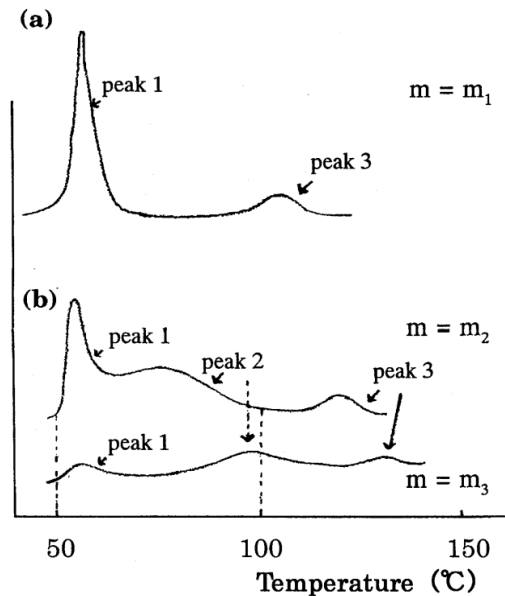 (a)
peak 1
m = m₁
peak 3
(b)
m = m₂
peak 1
peak 2
peak 3
peak 1
m = m₃
50
100
150
Temperature (℃)